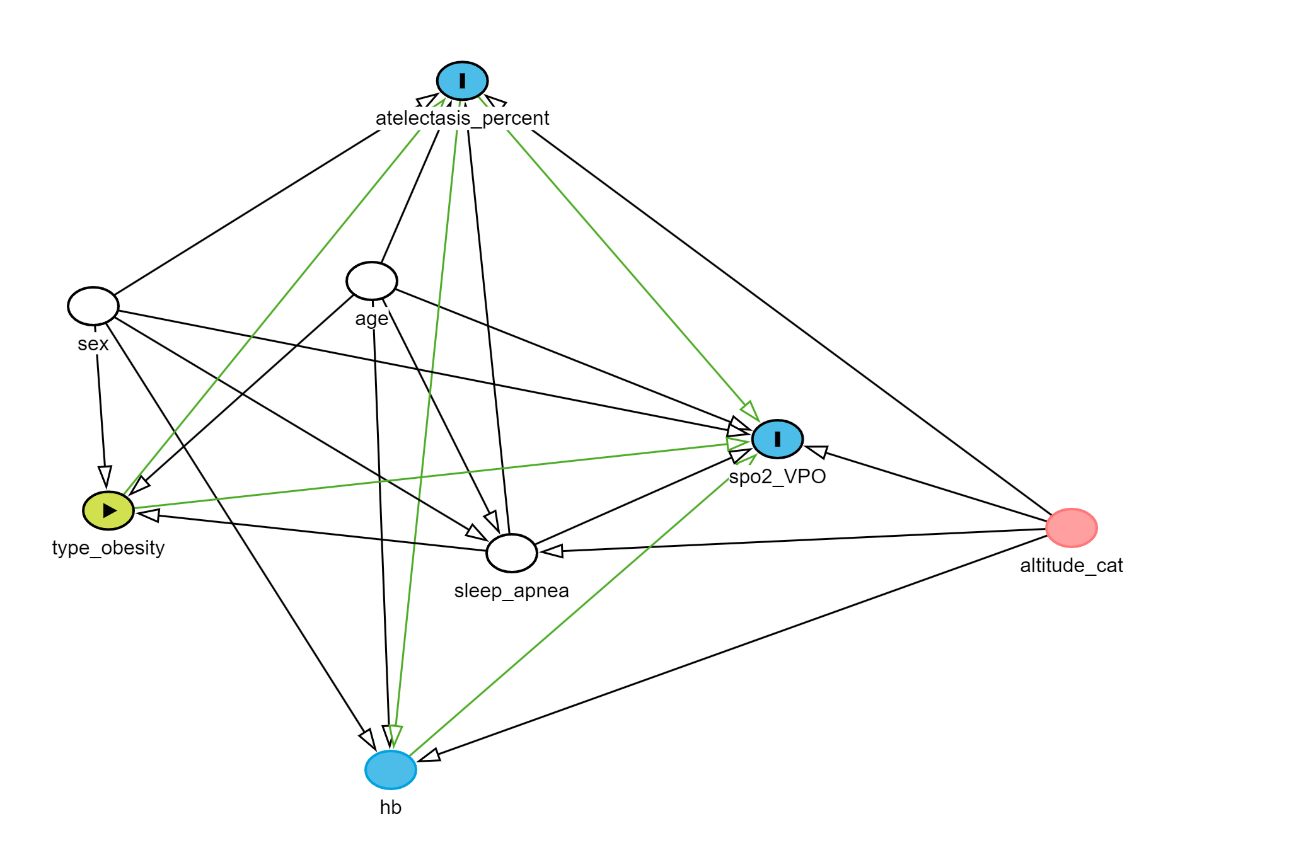 atelectasis_percent
sex
age
spo2_VPO
type_obesity
sleep_apnea
altitude_cat
hb